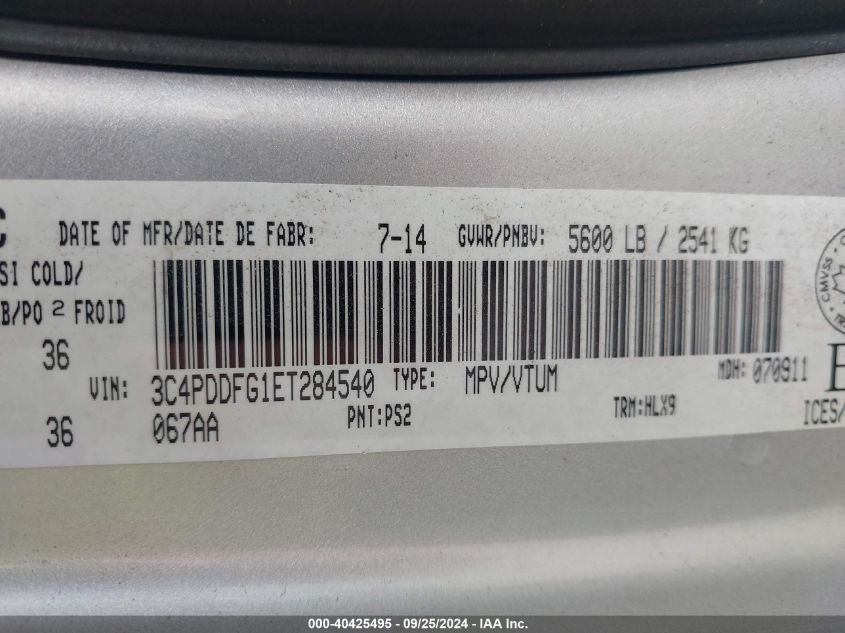 DATE OF MFR/DATE DE FABR: 7-14 GVWR/PNBV: 5600 LB / 2541 KG
SI COLD/
B/PO 2 FROID
36
VIN: 3C4PDDFG1ET284540 TYPE: MPV/VTUM MDH: 070911
36 067AA PNT:PS2 TRM:HLX9 ICES/
CMVSS
000-40425495 - 09/25/2024 - IAA Inc.